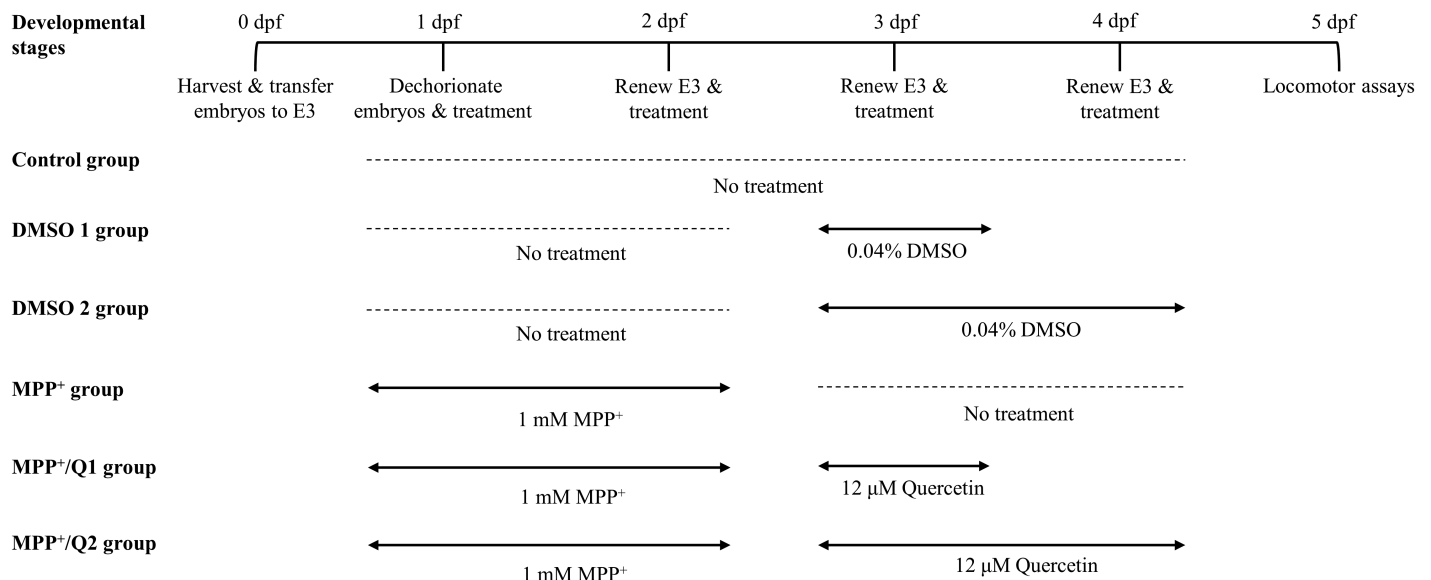 Developmental stages
0 dpf
1 dpf
2 dpf
3 dpf
4 dpf
5 dpf
Harvest & transfer
embryos to E3
Dechorionate
embryos & treatment
Renew E3 &
treatment
Renew E3 &
treatment
Renew E3 &
treatment
Locomotor assays
Control group
No treatment
DMSO 1 group
No treatment
0.04% DMSO
DMSO 2 group
No treatment
0.04% DMSO
MPP⁺ group
1 mM MPP⁺
No treatment
MPP⁺/Q1 group
1 mM MPP⁺
12 μM Quercetin
MPP⁺/Q2 group
1 mM MPP⁺
12 μM Quercetin